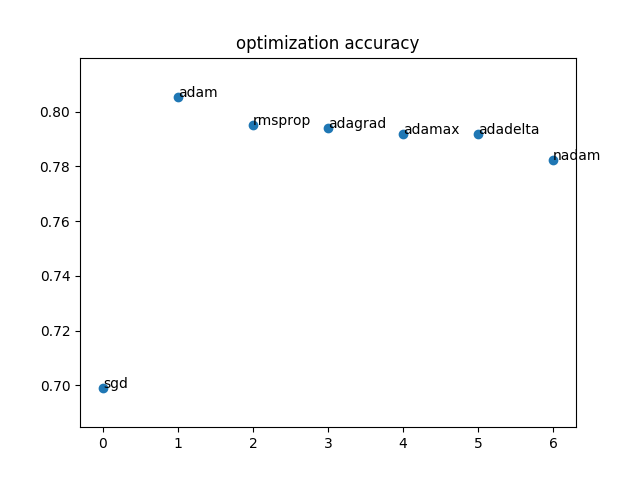 optimization accuracy
0.80
0.78
0.76
0.74
0.72
0.70
adam
rmsprop
adagrad
adamax
adadelta
nadam
sgd
0 1 2 3 4 5 6